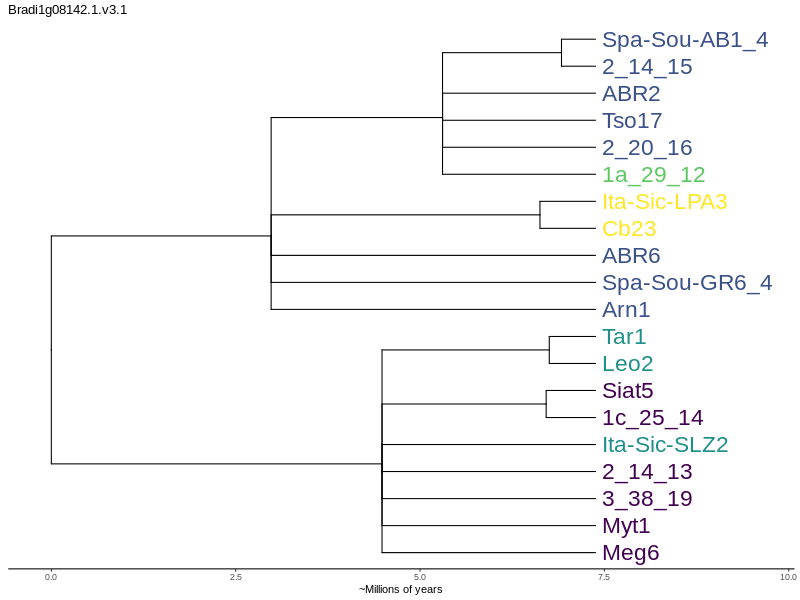 Bradi1g08142.1.v3.1
Spa-Sou-AB1_4
2_14_15
ABR2
Tso17
2_20_16
1a_29_12
Ita-Sic-LPA3
Cb23
ABR6
Spa-Sou-GR6_4
Arn1
Tar1
Leo2
Siat5
1c_25_14
Ita-Sic-SLZ2
2_14_13
3_38_19
Myt1
Meg6
0.0 2.5 5.0 7.5 10.0
~Millions of years